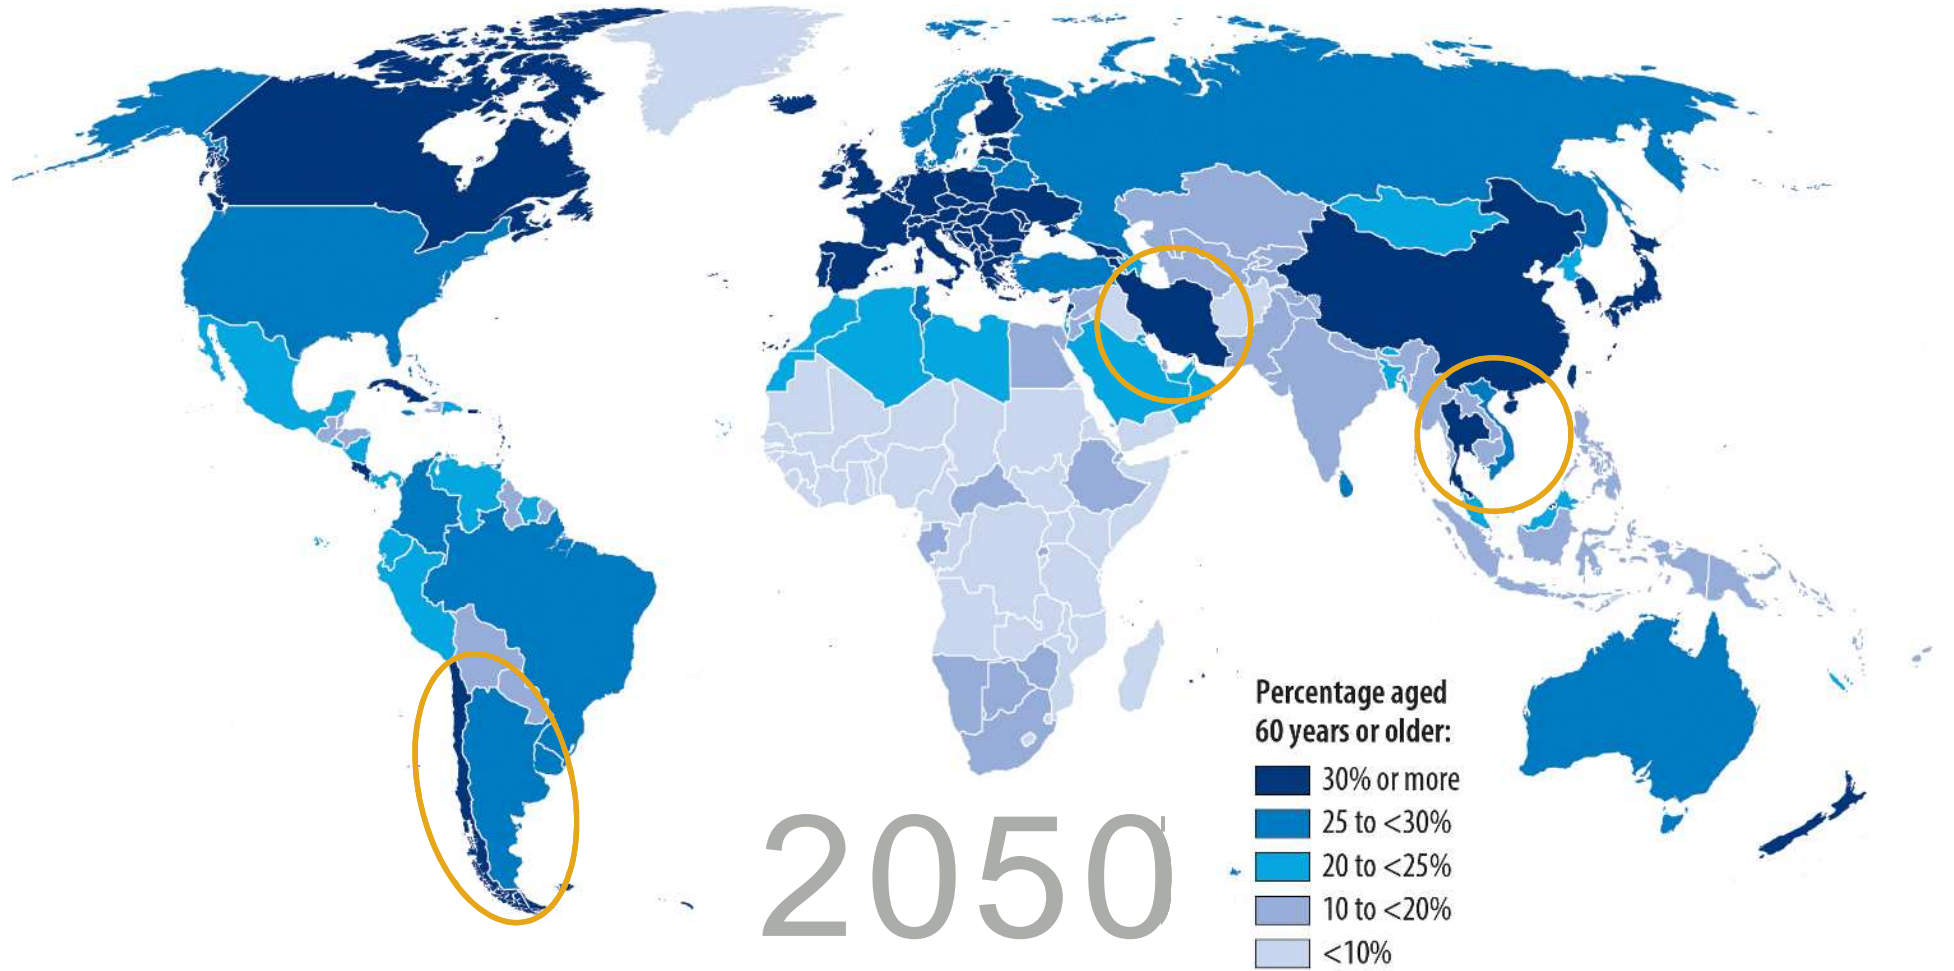 Percentage aged
60 years or older:
30% or more
25 to <30%
20 to <25%
10 to <20%
<10%
2050